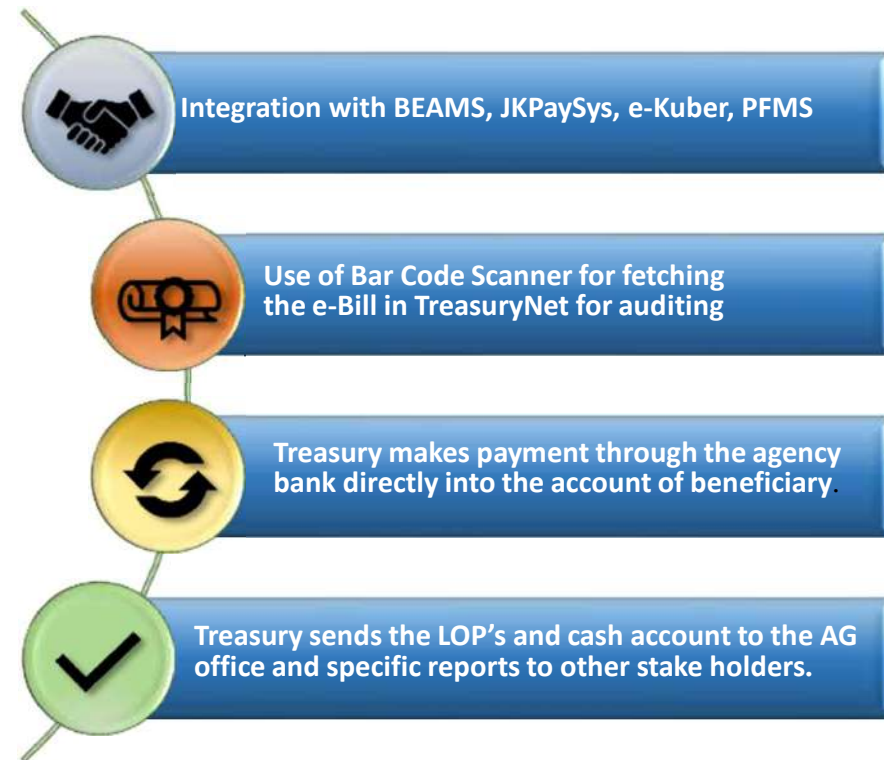 Integration with BEAMS, JKPaySys, e-Kuber, PFMS
Use of Bar Code Scanner for fetching
the e-Bill in TreasuryNet for auditing
Treasury makes payment through the agency
bank directly into the account of beneficiary.
Treasury sends the LOP’s and cash account to the AG
office and specific reports to other stake holders.